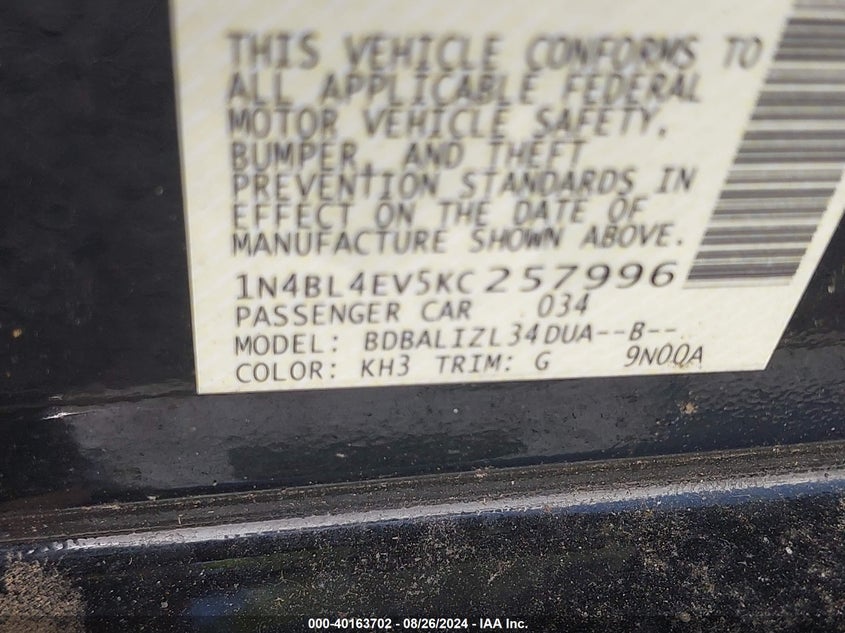 THIS VEHICLE CONFORMS TO
ALL APPLICABLE FEDERAL
MOTOR VEHICLE SAFETY,
BUMPER, AND THEFT
PREVENTION STANDARDS IN
EFFECT ON THE DATE OF
MANUFACTURE SHOWN ABOVE.
1N4BL4EV5KC257996
PASSENGER CAR 034
MODEL: BDBALIZL34DUA--B--
COLOR: KH3 TRIM: G 9N00A
000-40163702 - 08/26/2024 - IAA Inc.